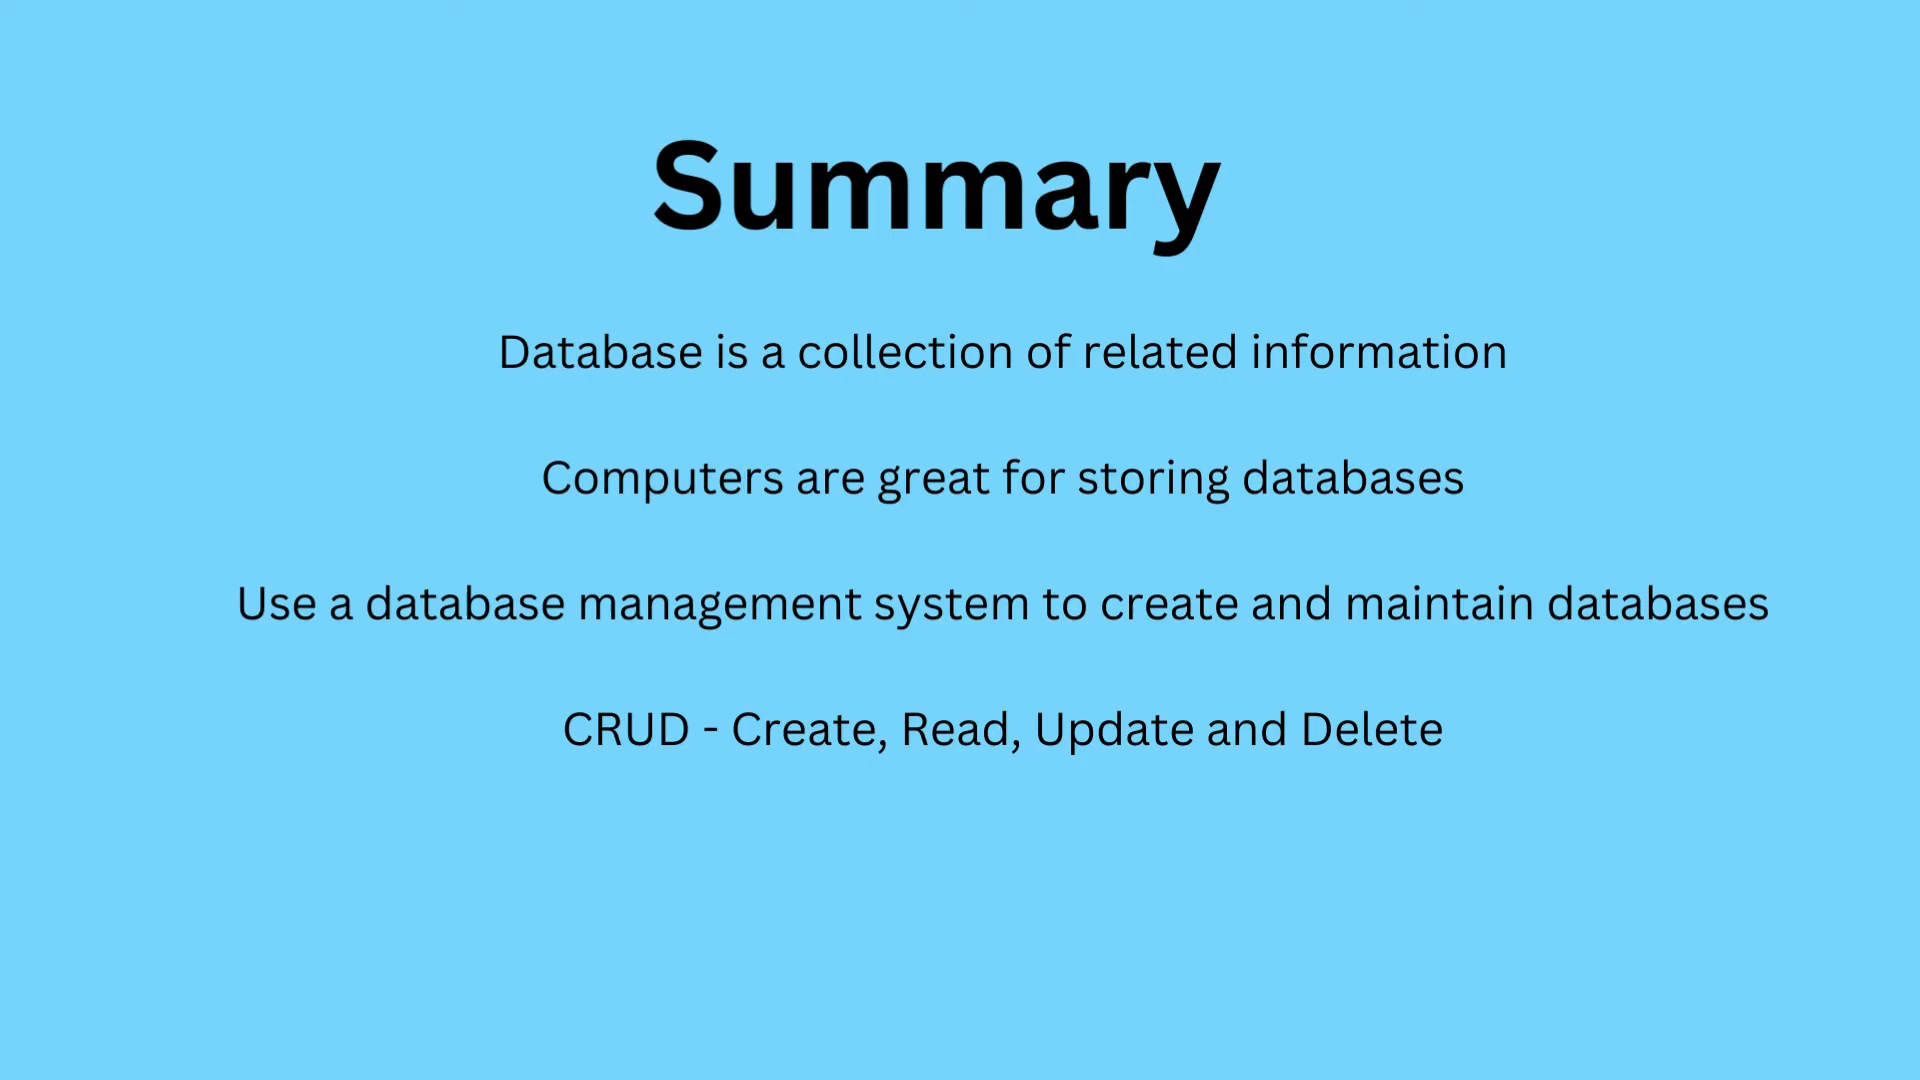 Summary
Database is a collection of related information
Computers are great for storing databases
Use a database management system to create and maintain databases
CRUD - Create, Read, Update and Delete